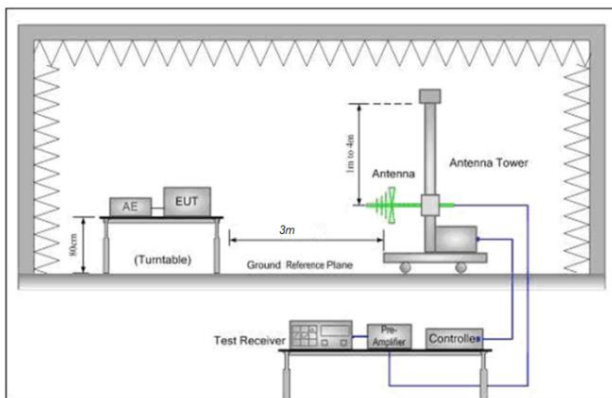 1m to 4m
Antenna
Antenna Tower
AE
EUT
80cm
(Turntable)
3m
Ground Reference Plane
Test Receiver
Pre-
Amplifier
Controller